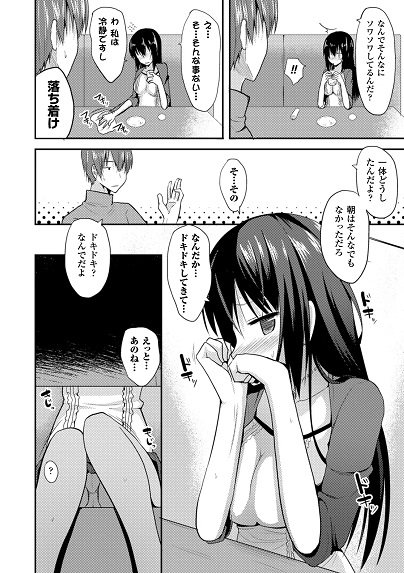 なんでそんなに
ソワソワしてるんだ？
!!
そ…
そ…そんな事ない…
わ 私は
冷静でぉし
落ち着け
一体どうし
たんだよ？
朝はそんなでも
なかっただろ
そ…その
なんだか…
ドキドキしてきて…
ドキドキ？
なんでだよ
えっと…
あのね…
？